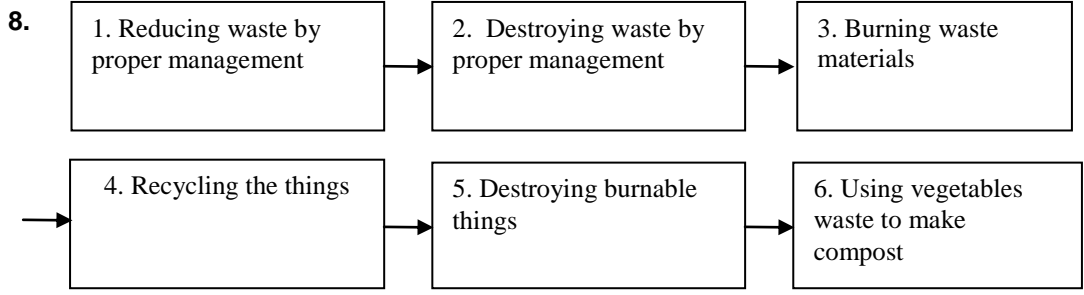 8.
1. Reducing waste by
proper management
2. Destroying waste by
proper management
3. Burning waste
materials
4. Recycling the things
5. Destroying burnable
things
6. Using vegetables
waste to make
compost